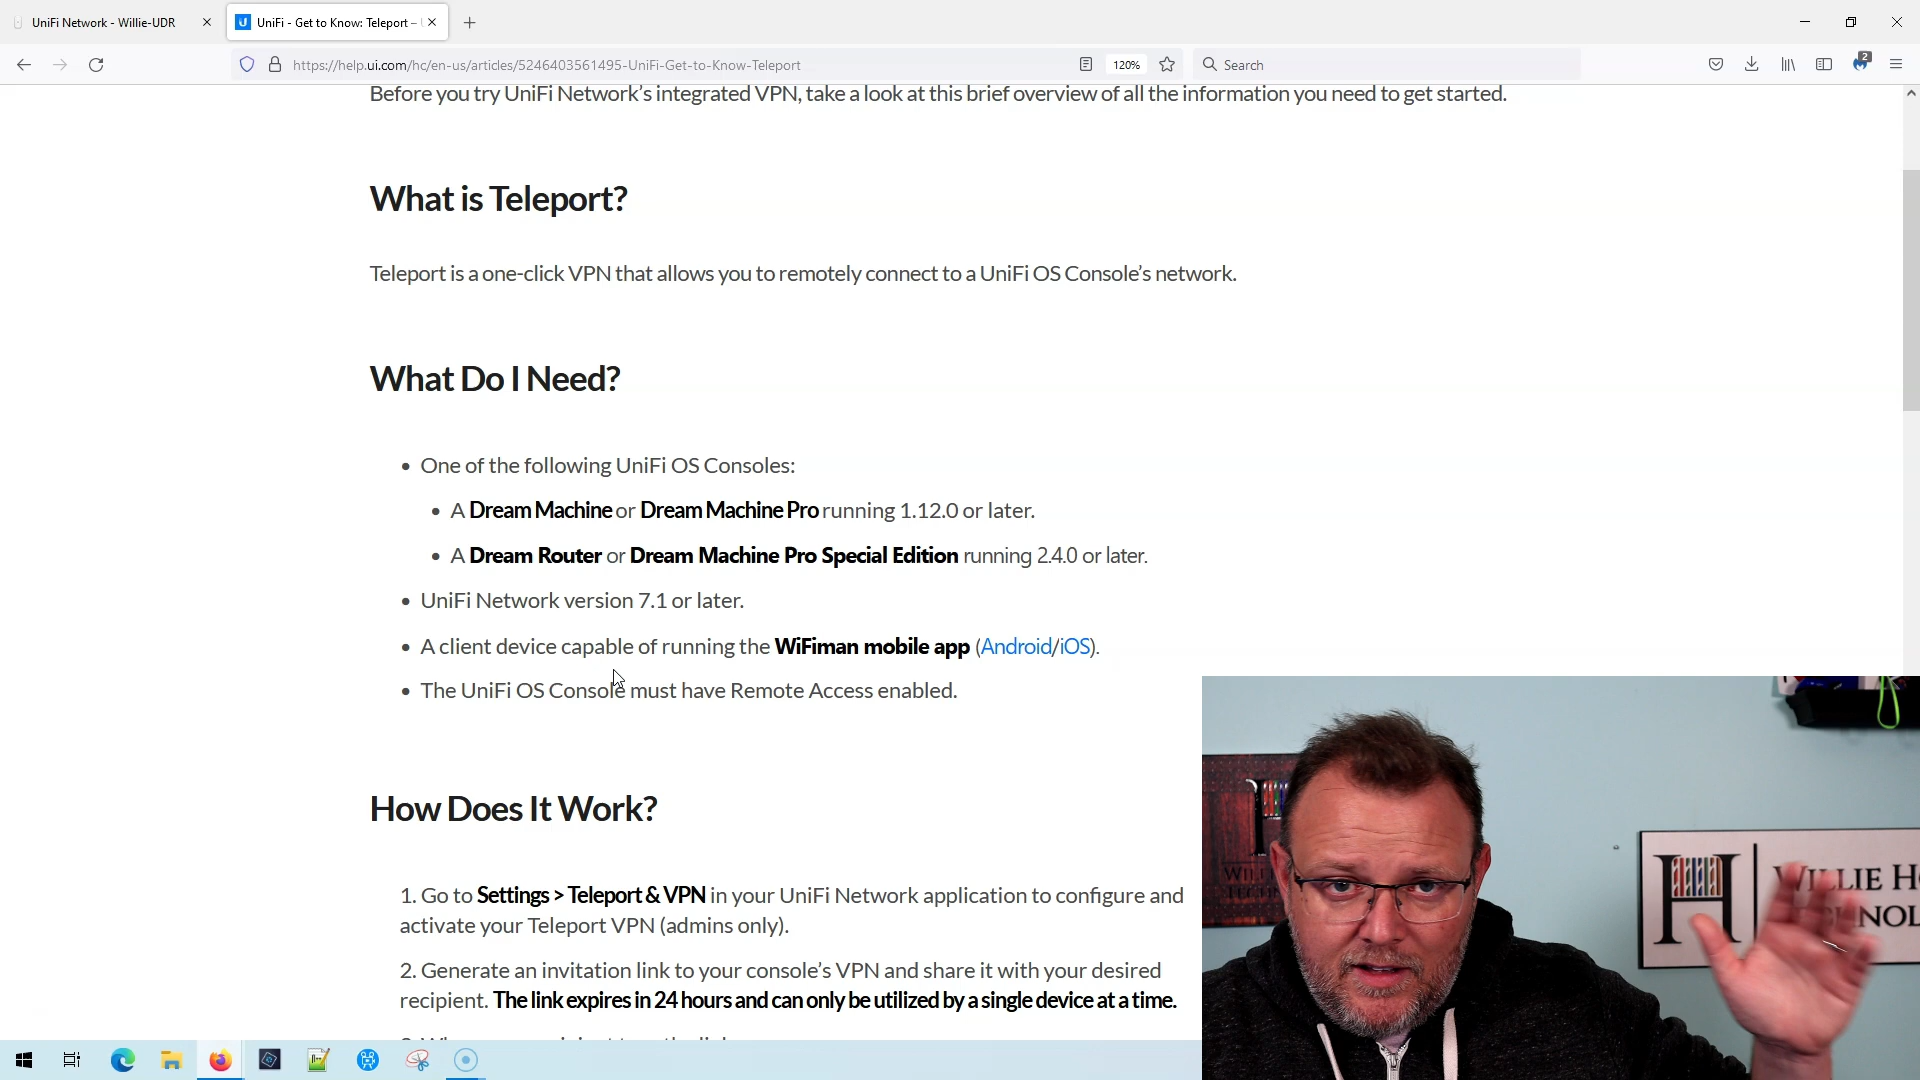 UniFi Network - Willie-UDR
UniFi - Get to Know: Teleport –
https://help.ui.com/hc/en-us/articles/5246403561495-UniFi-Get-to-Know-Teleport
120%
Search
2
Before you try UniFi Network’s integrated VPN, take a look at this brief overview of all the information you need to get started.
What is Teleport?
Teleport is a one-click VPN that allows you to remotely connect to a UniFi OS Console’s network.
What Do I Need?
• One of the following UniFi OS Consoles:
• A Dream Machine or Dream Machine Pro running 1.12.0 or later.
• A Dream Router or Dream Machine Pro Special Edition running 2.4.0 or later.
• UniFi Network version 7.1 or later.
• A client device capable of running the WiFiman mobile app (Android/iOS).
• The UniFi OS Console must have Remote Access enabled.
How Does It Work?
1. Go to Settings > Teleport & VPN in your UniFi Network application to configure and
activate your Teleport VPN (admins only).
2. Generate an invitation link to your console’s VPN and share it with your desired
recipient. The link expires in 24 hours and can only be utilized by a single device at a time.
H
WILLIE HO